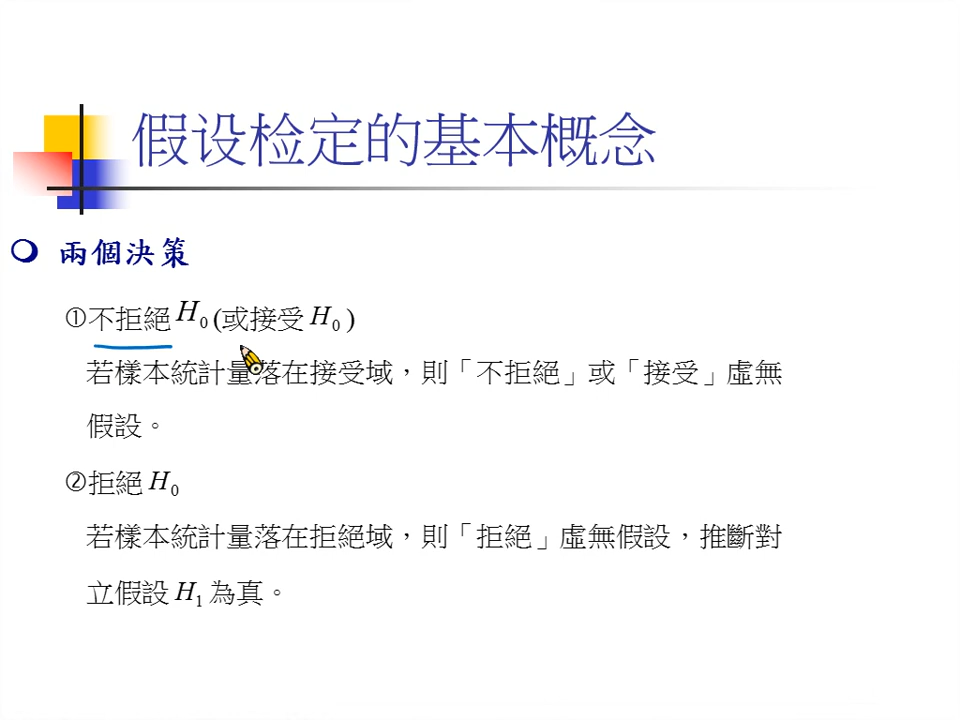 假设检定的基本概念
兩個決策
①不拒絕 H₀ (或接受 H₀ )
若樣本統計量落在接受域，則「不拒絕」或「接受」虛無
假設。
②拒絕 H₀
若樣本統計量落在拒絕域，則「拒絕」虛無假設，推斷對
立假設 H₁ 為真。